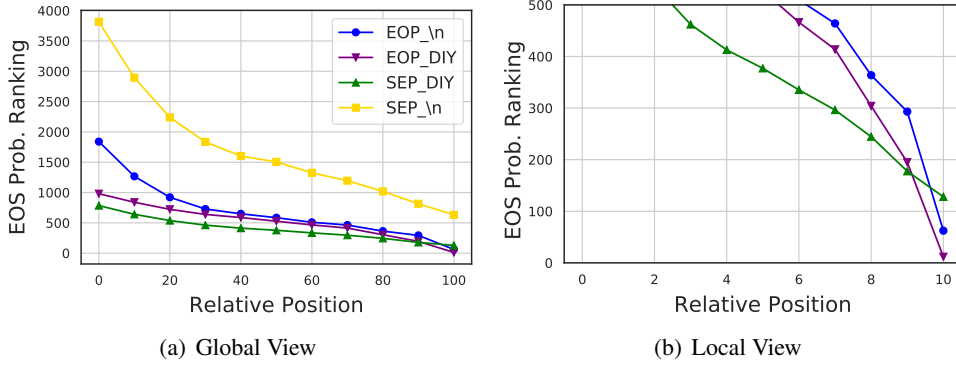 4000
3500
3000
2500
2000
1500
1000
500
0
EOS Prob. Ranking
EOP_\n
EOP_DIY
SEP_DIY
SEP_\n
0 20 40 60 80 100
Relative Position
(a) Global View
500
400
300
200
100
0
EOS Prob. Ranking
0 2 4 6 8 10
Relative Position
(b) Local View